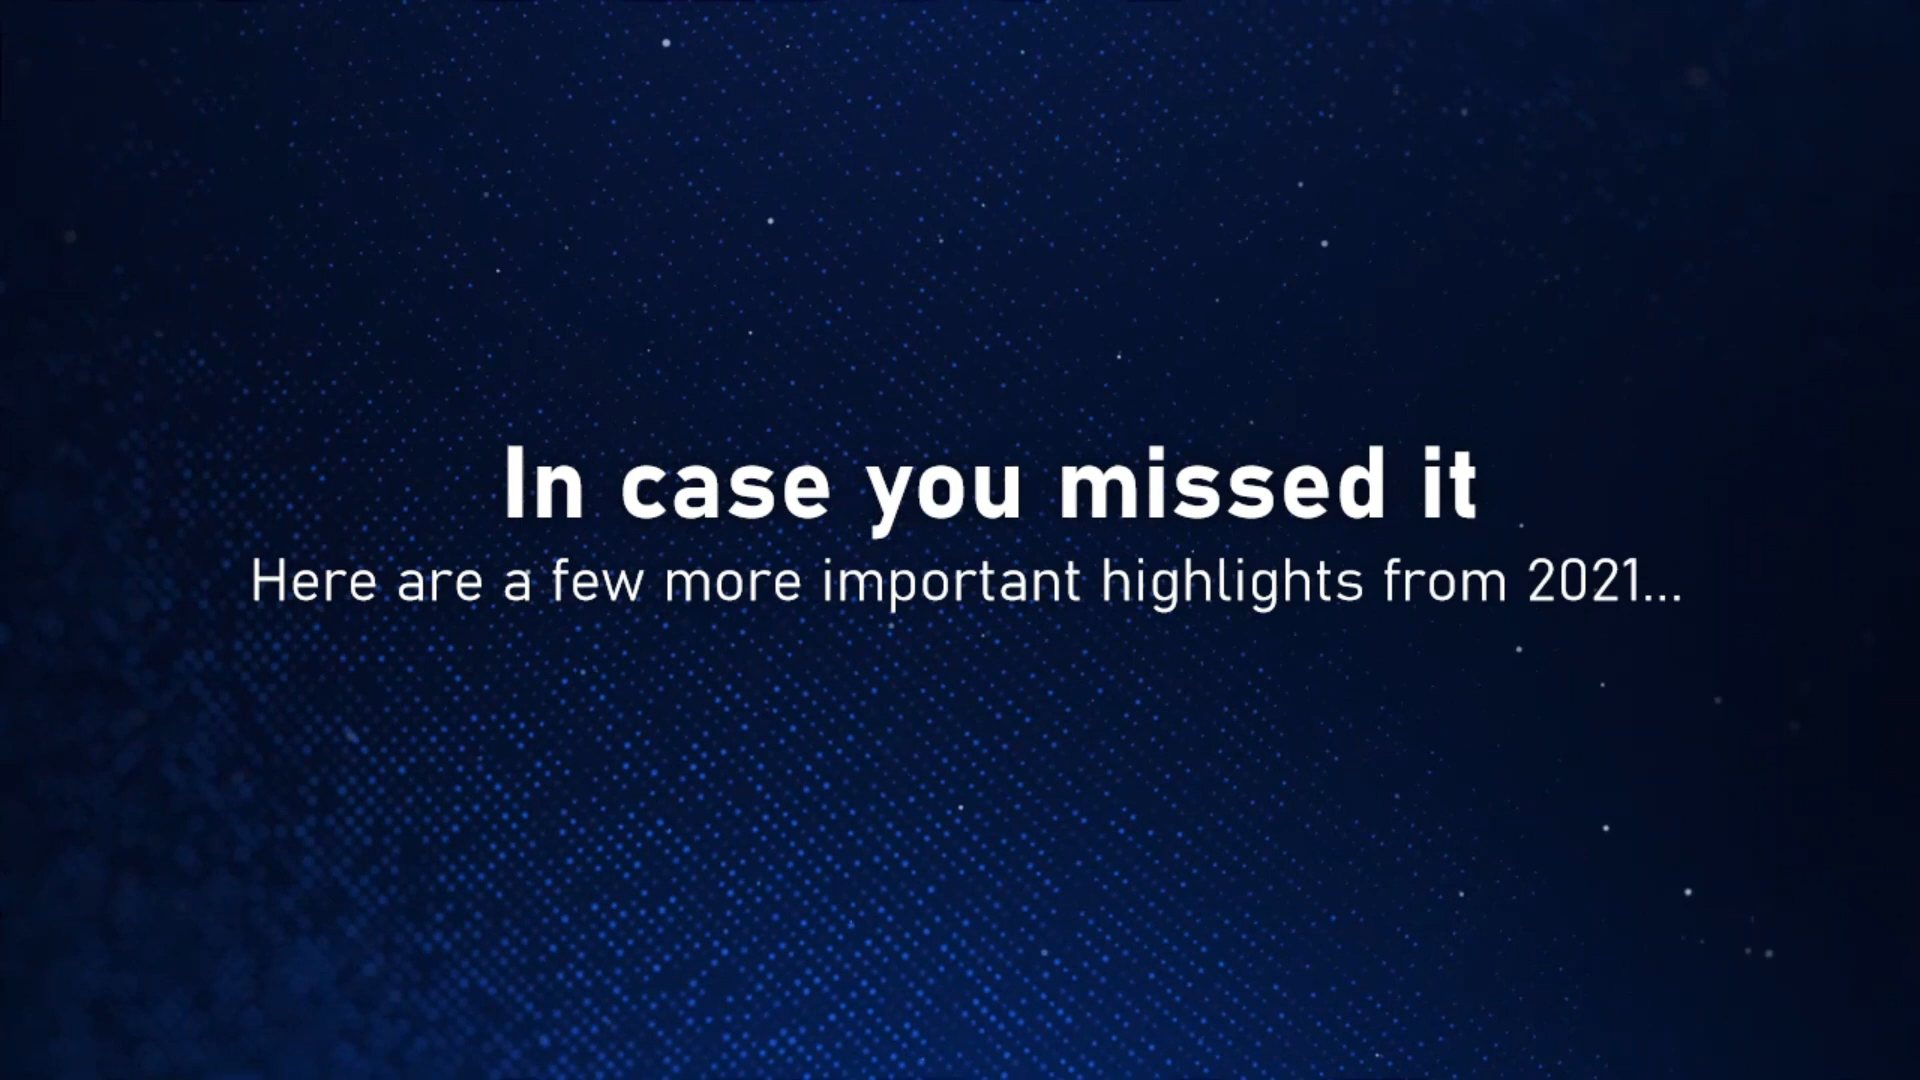 In case you missed it
Here are a few more important highlights from 2021...